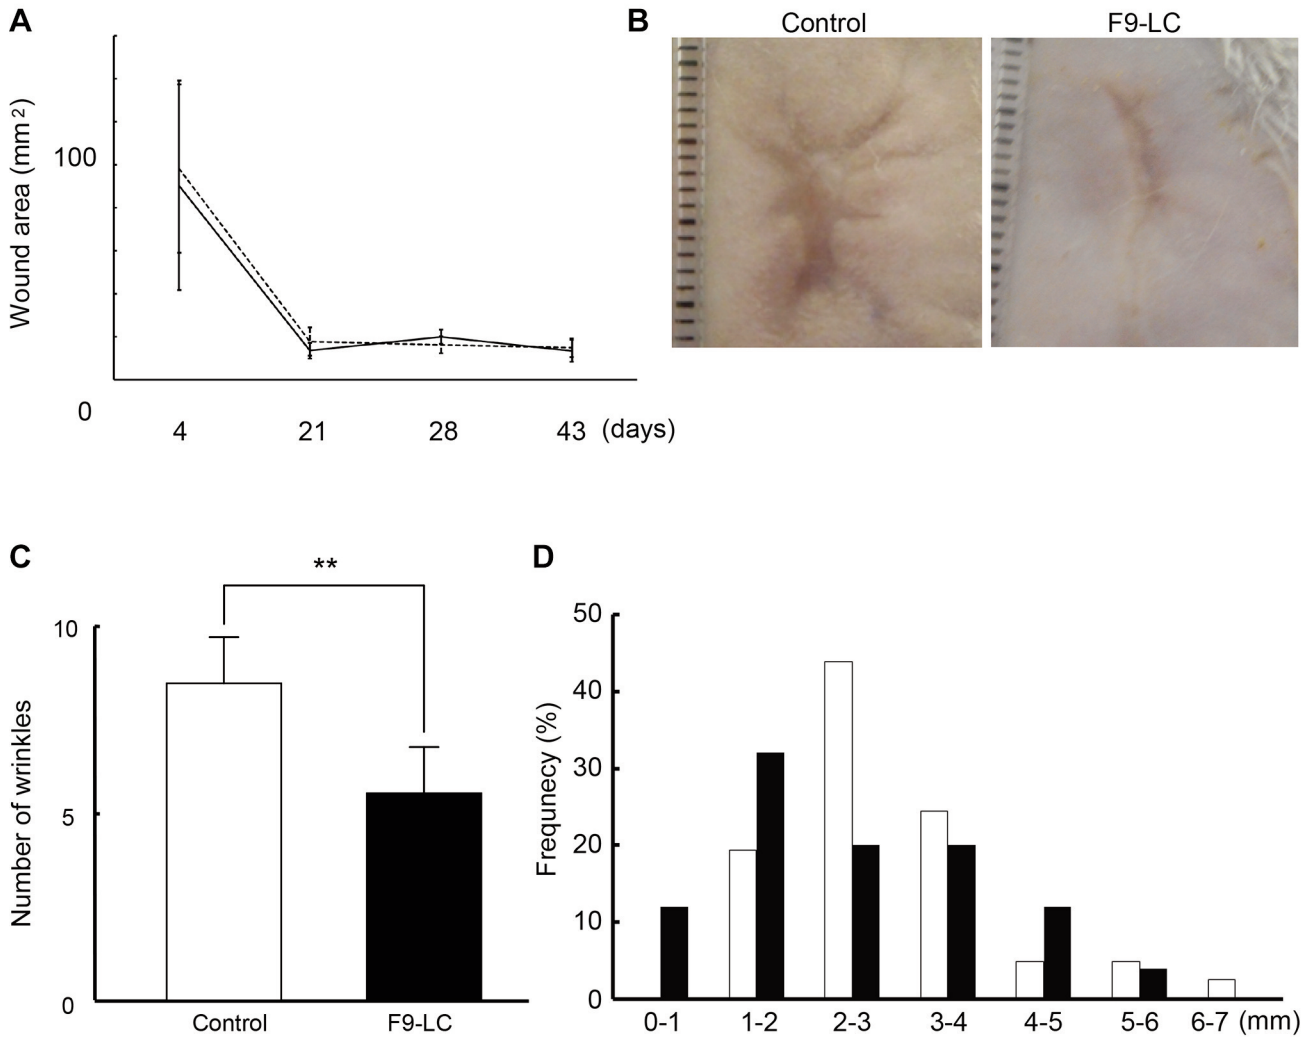 A
Wound area (mm2)
100
0
4 21 28 43 (days)
B
Control F9-LC
C
**
Number of wrinkles
10
5
0
Control F9-LC
D
Frequnecy (%)
50
40
30
20
10
0
0-1 1-2 2-3 3-4 4-5 5-6 6-7 (mm)